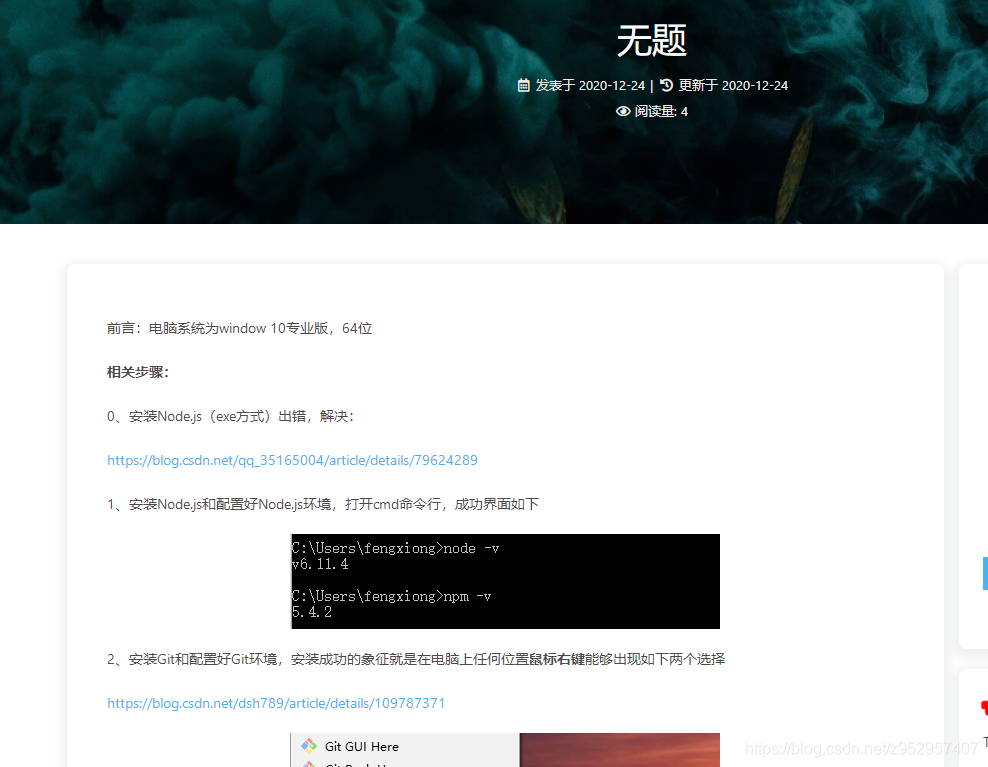 无题
发表于 2020-12-24 | 更新于 2020-12-24
阅读量: 4
前言：电脑系统为window 10专业版，64位
相关步骤：
0、安装Node.js（exe方式）出错，解决：
https://blog.csdn.net/qq_35165004/article/details/79624289
1、安装Node.js和配置好Node.js环境，打开cmd命令行，成功界面如下
C:\Users\fengxiong>node -v
v6.11.4
C:\Users\fengxiong>npm -v
5.4.2
2、安装Git和配置好Git环境，安装成功的象征就是在电脑上任何位置鼠标右键能够出现如下两个选择
https://blog.csdn.net/dsh789/article/details/109787371
Git GUI Here
https://blog.csdn.net/z952957407